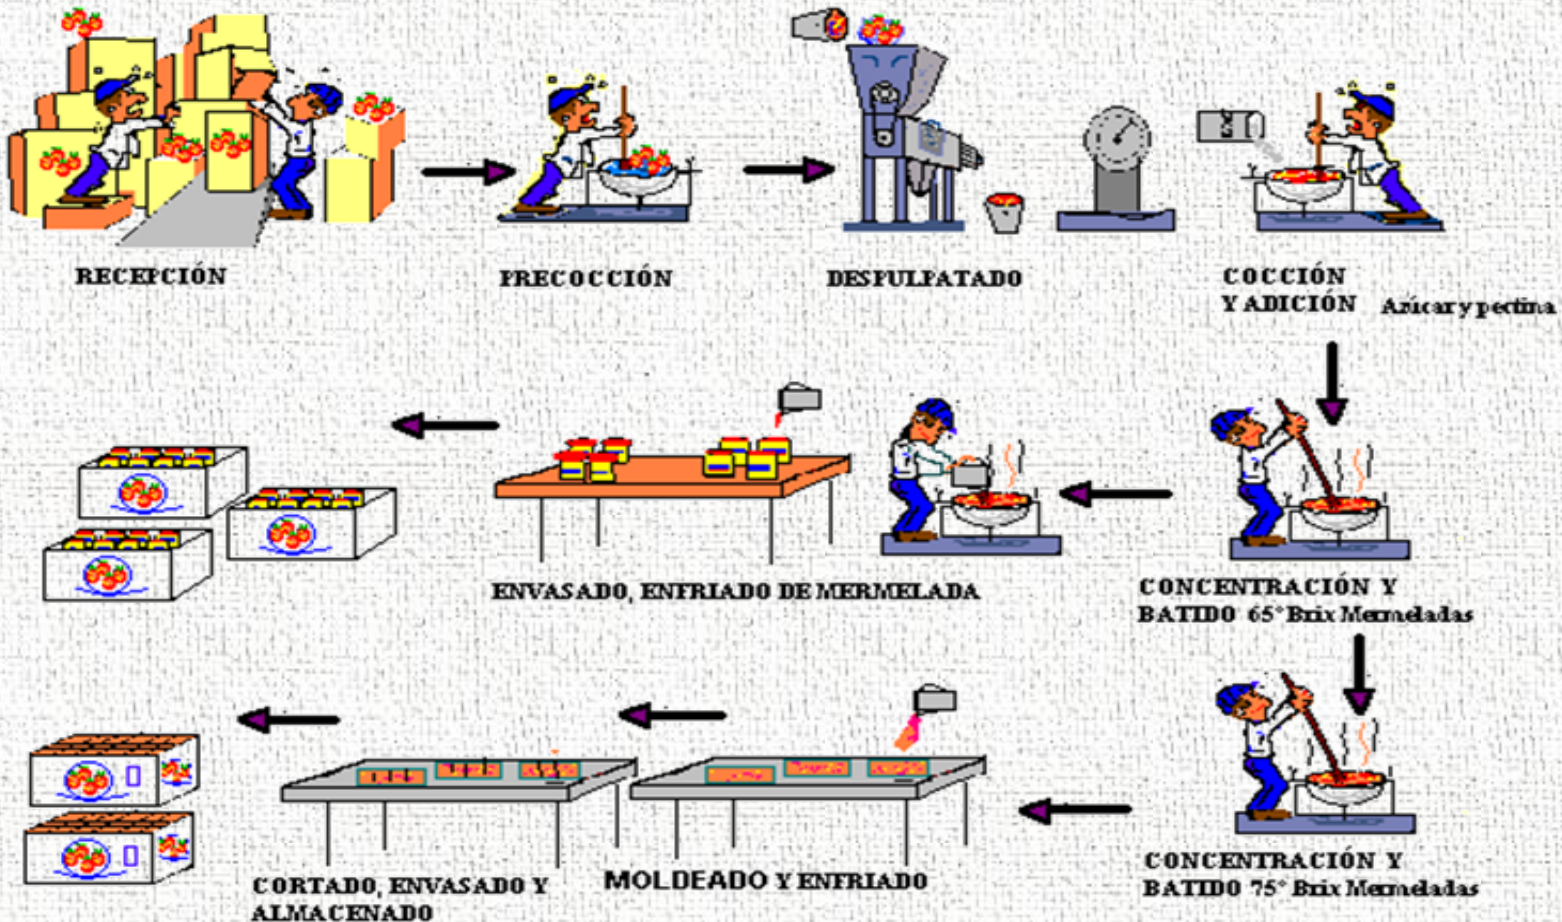 RECEPCIÓN
PRECOCCIÓN
DESPULPATADO
COCCIÓN
Y ADICIÓN Azúcar y pectina
ENVASADO, ENFRIADO DE MERMELADA
CONCENTRACIÓN Y
BATIDO 65° Brix Mermeladas
CORTADO, ENVASADO Y
ALMACENADO
MOLDEADO Y ENFRIADO
CONCENTRACIÓN Y
BATIDO 75° Brix Mermeladas